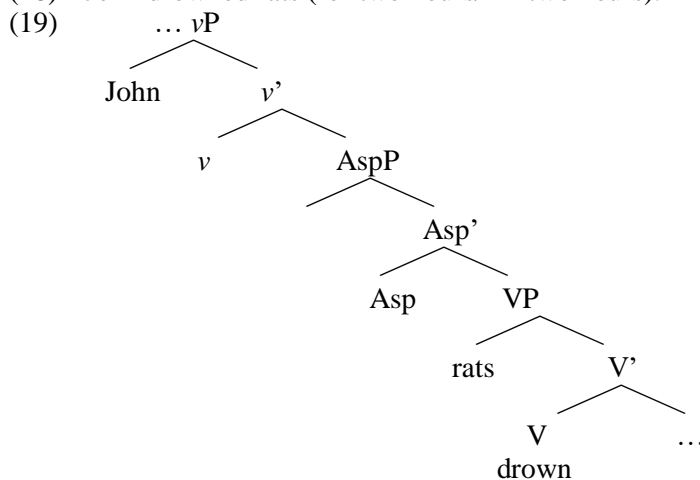 (19) … vP
John v’
v AspP
Asp’
Asp VP
rats V’
V …
drown